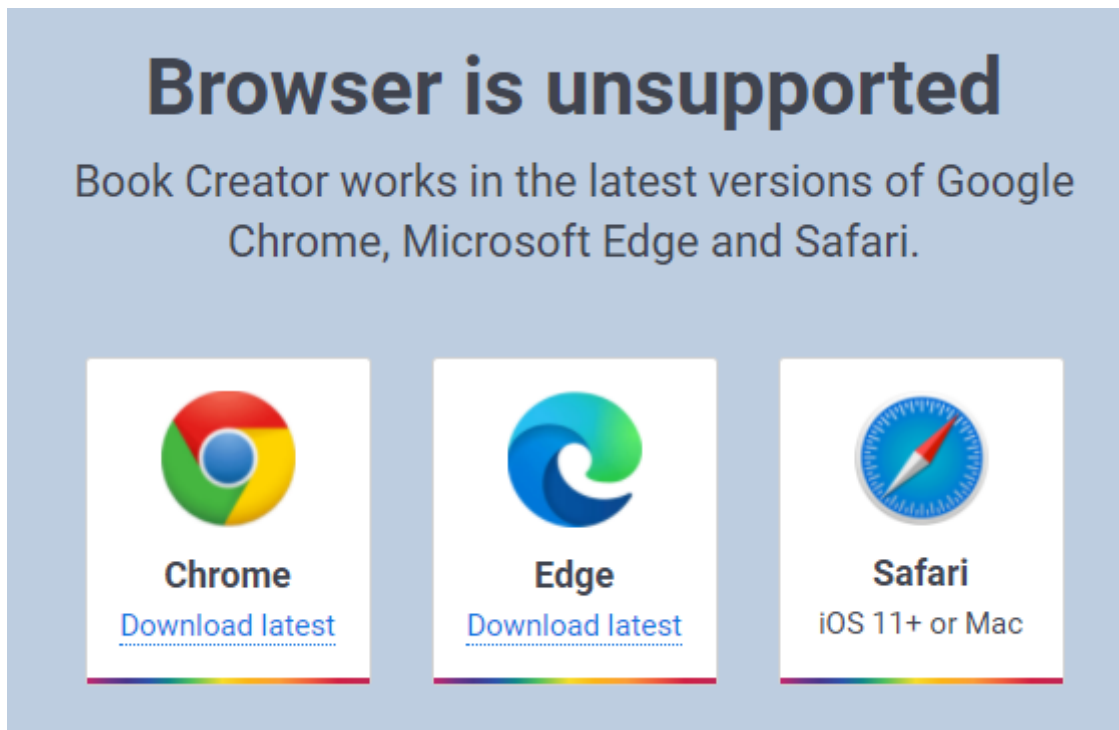 Browser is unsupported
Book Creator works in the latest versions of Google
Chrome, Microsoft Edge and Safari.
Chrome
Download latest
Edge
Download latest
Safari
iOS 11+ or Mac